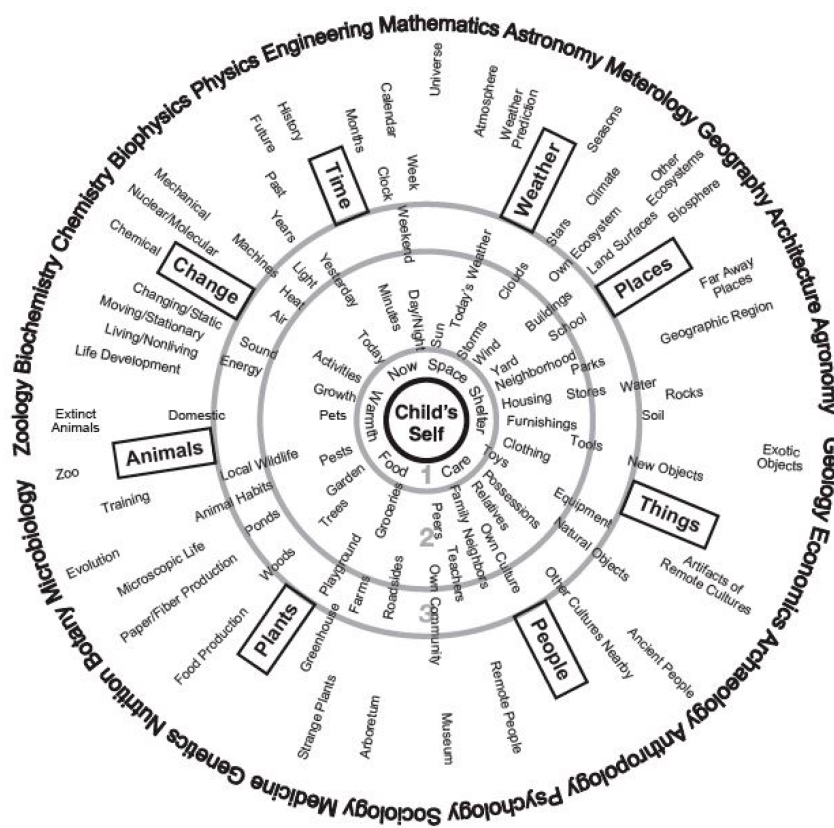 Zoology Biochemistry Chemistry Biophysics Physics Engineering Mathematics Astronomy Meterology Geography Architecture Agronomy
Geology Economics Archaeology Anthropology Psychology Sociology Medicine Genetics Nutrition Botany Microbiology
Child's
Self
Now
Space
Shelter
Care
Food
Warmth
1
2
3
Time
Universe
Calendar
Months
History
Future
Past
Years
Clock
Week
Weekend
Yesterday
Minutes
Day/Night
Today
Weather
Atmosphere
Weather
Prediction
Seasons
Climate
Stars
Clouds
Today's Weather
Sun
Storms
Wind
Places
Other
Ecosystems
Biosphere
Own Ecosystem
Land Surfaces
Far Away
Places
Geographic Region
Buildings
School
Yard
Neighborhood
Parks
Housing
Stores
Water
Rocks
Soil
Furnishings
Tools
Clothing
Toys
Things
Exotic
Objects
New Objects
Equipment
Natural Objects
Possessions
Artifacts of
Remote Cultures
People
Ancient People
Other Cultures Nearby
Own Culture
Relatives
Neighbors
Family
Teachers
Peers
Own Community
Remote People
Museum
Plants
Arboretum
Strange Plants
Greenhouse
Roadsides
Farms
Playground
Groceries
Food Production
Woods
Paper/Fiber Production
Microscopic Life
Ponds
Trees
Garden
Animals
Evolution
Training
Zoo
Animal Habits
Local Wildlife
Pests
Pets
Domestic
Extinct
Animals
Change
Life Development
Living/Nonliving
Moving/Stationary
Changing/Static
Chemical
Nuclear/Molecular
Mechanical
Machines
Light
Heat
Air
Sound
Energy
Activities
Growth